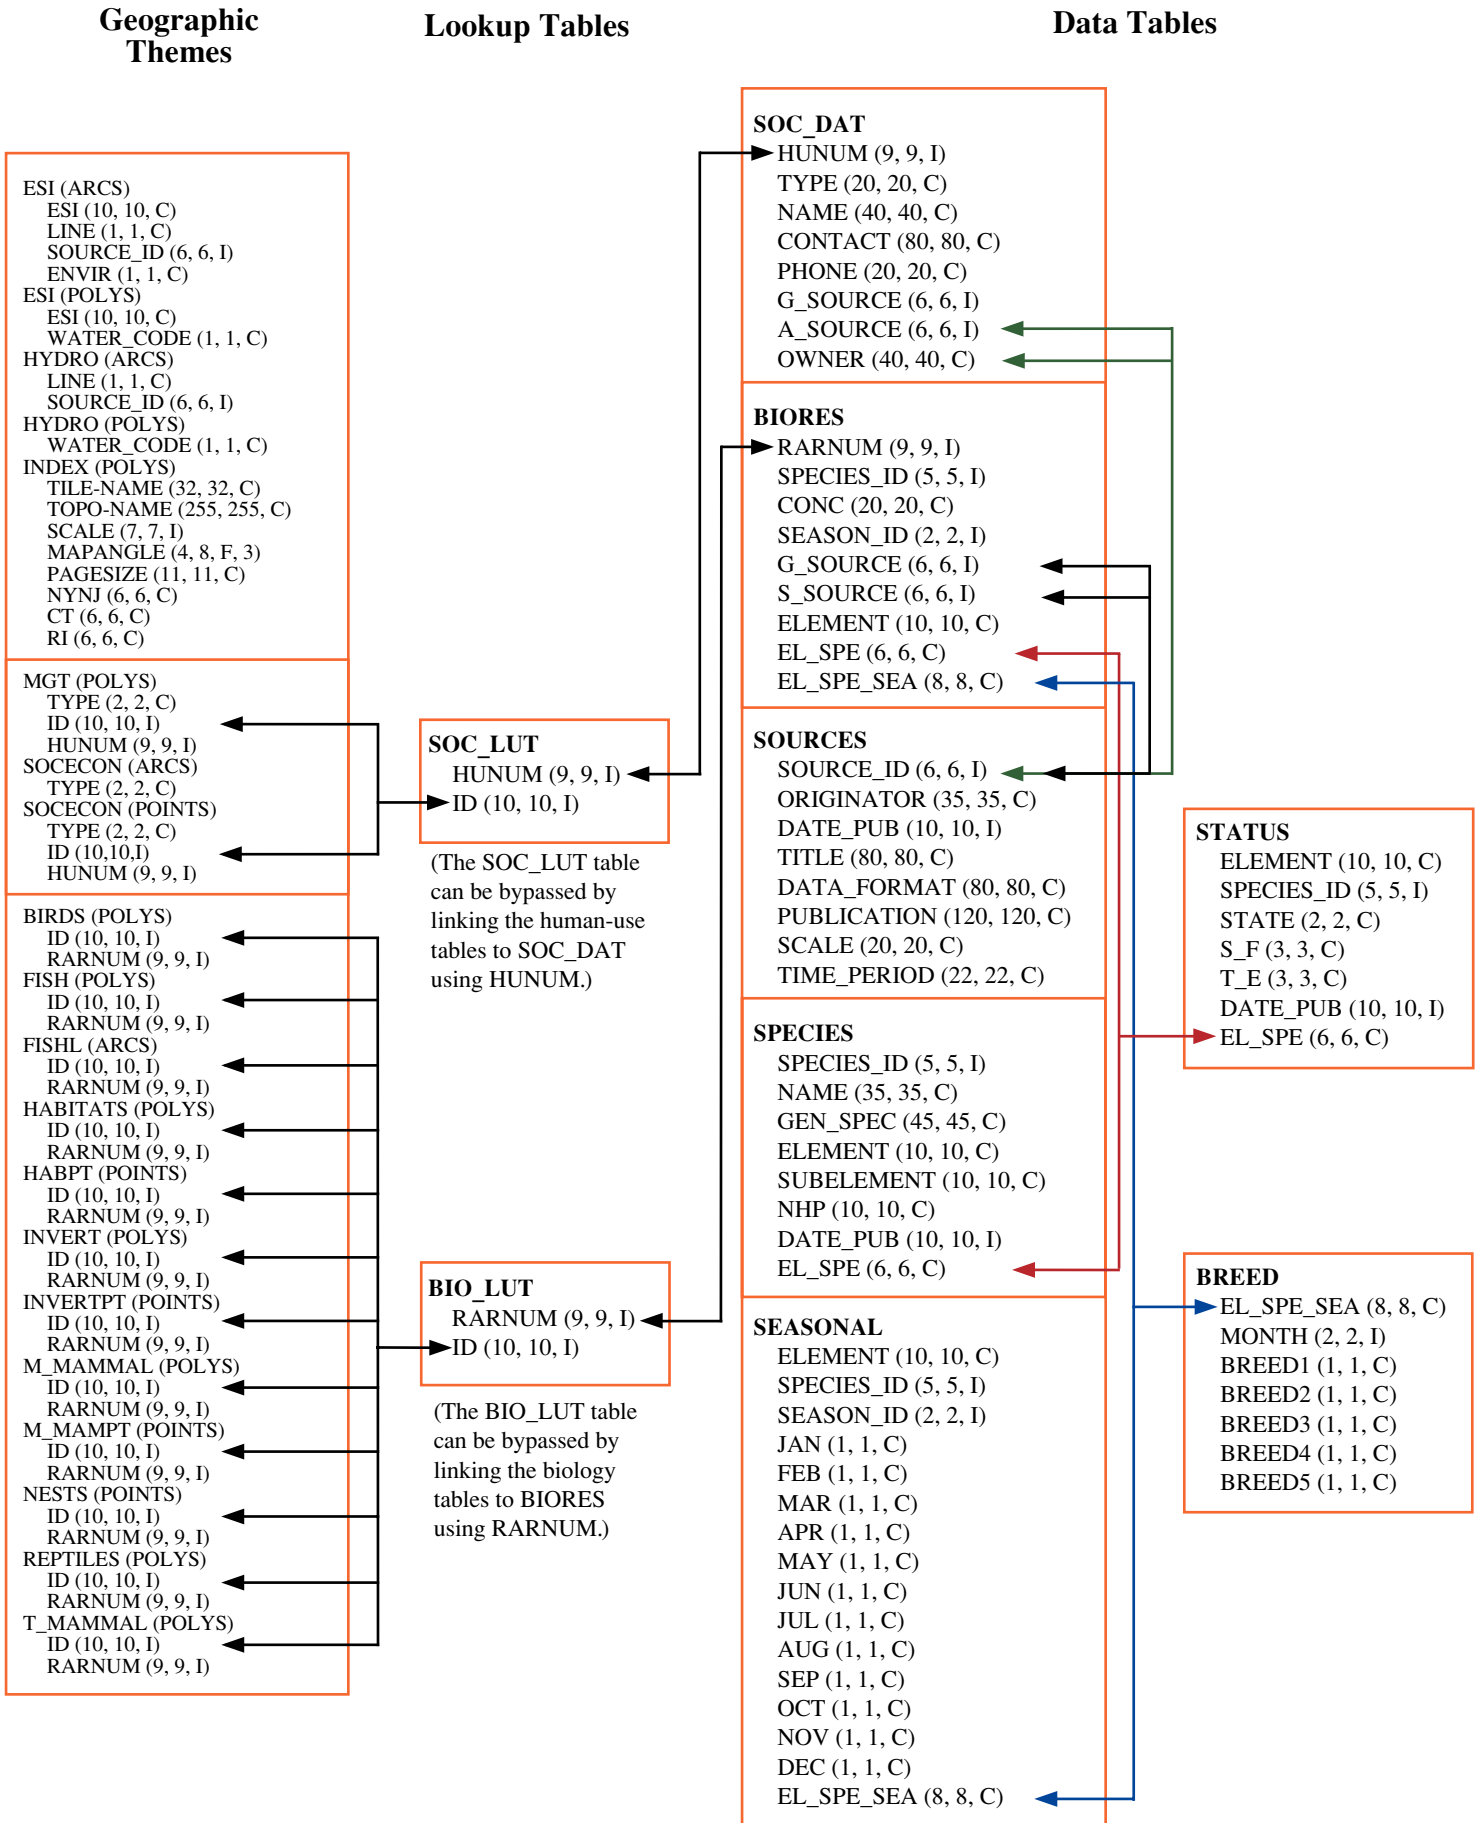 Geographic
Themes
Lookup Tables
Data Tables
ESI (ARCS)
ESI (10, 10, C)
LINE (1, 1, C)
SOURCE_ID (6, 6, I)
ENVIR (1, 1, C)
ESI (POLYS)
ESI (10, 10, C)
WATER_CODE (1, 1, C)
HYDRO (ARCS)
LINE (1, 1, C)
SOURCE_ID (6, 6, I)
HYDRO (POLYS)
WATER_CODE (1, 1, C)
INDEX (POLYS)
TILE-NAME (32, 32, C)
TOPO-NAME (255, 255, C)
SCALE (7, 7, I)
MAPANGLE (4, 8, F, 3)
PAGESIZE (11, 11, C)
NYNJ (6, 6, C)
CT (6, 6, C)
RI (6, 6, C)
MGT (POLYS)
TYPE (2, 2, C)
ID (10, 10, I)
HUNUM (9, 9, I)
SOCECON (ARCS)
TYPE (2, 2, C)
SOCECON (POINTS)
TYPE (2, 2, C)
ID (10,10,I)
HUNUM (9, 9, I)
BIRDS (POLYS)
ID (10, 10, I)
RARNUM (9, 9, I)
FISH (POLYS)
ID (10, 10, I)
RARNUM (9, 9, I)
FISHL (ARCS)
ID (10, 10, I)
RARNUM (9, 9, I)
HABITATS (POLYS)
ID (10, 10, I)
RARNUM (9, 9, I)
HABPT (POINTS)
ID (10, 10, I)
RARNUM (9, 9, I)
INVERT (POLYS)
ID (10, 10, I)
RARNUM (9, 9, I)
INVERTPT (POINTS)
ID (10, 10, I)
RARNUM (9, 9, I)
M_MAMMAL (POLYS)
ID (10, 10, I)
RARNUM (9, 9, I)
M_MAMPT (POINTS)
ID (10, 10, I)
RARNUM (9, 9, I)
NESTS (POINTS)
ID (10, 10, I)
RARNUM (9, 9, I)
REPTILES (POLYS)
ID (10, 10, I)
RARNUM (9, 9, I)
T_MAMMAL (POLYS)
ID (10, 10, I)
RARNUM (9, 9, I)
SOC_LUT
HUNUM (9, 9, I)
ID (10, 10, I)
(The SOC_LUT table
can be bypassed by
linking the human-use
tables to SOC_DAT
using HUNUM.)
BIO_LUT
RARNUM (9, 9, I)
ID (10, 10, I)
(The BIO_LUT table
can be bypassed by
linking the biology
tables to BIORES
using RARNUM.)
SOC_DAT
HUNUM (9, 9, I)
TYPE (20, 20, C)
NAME (40, 40, C)
CONTACT (80, 80, C)
PHONE (20, 20, C)
G_SOURCE (6, 6, I)
A_SOURCE (6, 6, I)
OWNER (40, 40, C)
BIORES
RARNUM (9, 9, I)
SPECIES_ID (5, 5, I)
CONC (20, 20, C)
SEASON_ID (2, 2, I)
G_SOURCE (6, 6, I)
S_SOURCE (6, 6, I)
ELEMENT (10, 10, C)
EL_SPE (6, 6, C)
EL_SPE_SEA (8, 8, C)
SOURCES
SOURCE_ID (6, 6, I)
ORIGINATOR (35, 35, C)
DATE_PUB (10, 10, I)
TITLE (80, 80, C)
DATA_FORMAT (80, 80, C)
PUBLICATION (120, 120, C)
SCALE (20, 20, C)
TIME_PERIOD (22, 22, C)
SPECIES
SPECIES_ID (5, 5, I)
NAME (35, 35, C)
GEN_SPEC (45, 45, C)
ELEMENT (10, 10, C)
SUBELEMENT (10, 10, C)
NHP (10, 10, C)
DATE_PUB (10, 10, I)
EL_SPE (6, 6, C)
SEASONAL
ELEMENT (10, 10, C)
SPECIES_ID (5, 5, I)
SEASON_ID (2, 2, I)
JAN (1, 1, C)
FEB (1, 1, C)
MAR (1, 1, C)
APR (1, 1, C)
MAY (1, 1, C)
JUN (1, 1, C)
JUL (1, 1, C)
AUG (1, 1, C)
SEP (1, 1, C)
OCT (1, 1, C)
NOV (1, 1, C)
DEC (1, 1, C)
EL_SPE_SEA (8, 8, C)
STATUS
ELEMENT (10, 10, C)
SPECIES_ID (5, 5, I)
STATE (2, 2, C)
S_F (3, 3, C)
T_E (3, 3, C)
DATE_PUB (10, 10, I)
EL_SPE (6, 6, C)
BREED
EL_SPE_SEA (8, 8, C)
MONTH (2, 2, I)
BREED1 (1, 1, C)
BREED2 (1, 1, C)
BREED3 (1, 1, C)
BREED4 (1, 1, C)
BREED5 (1, 1, C)